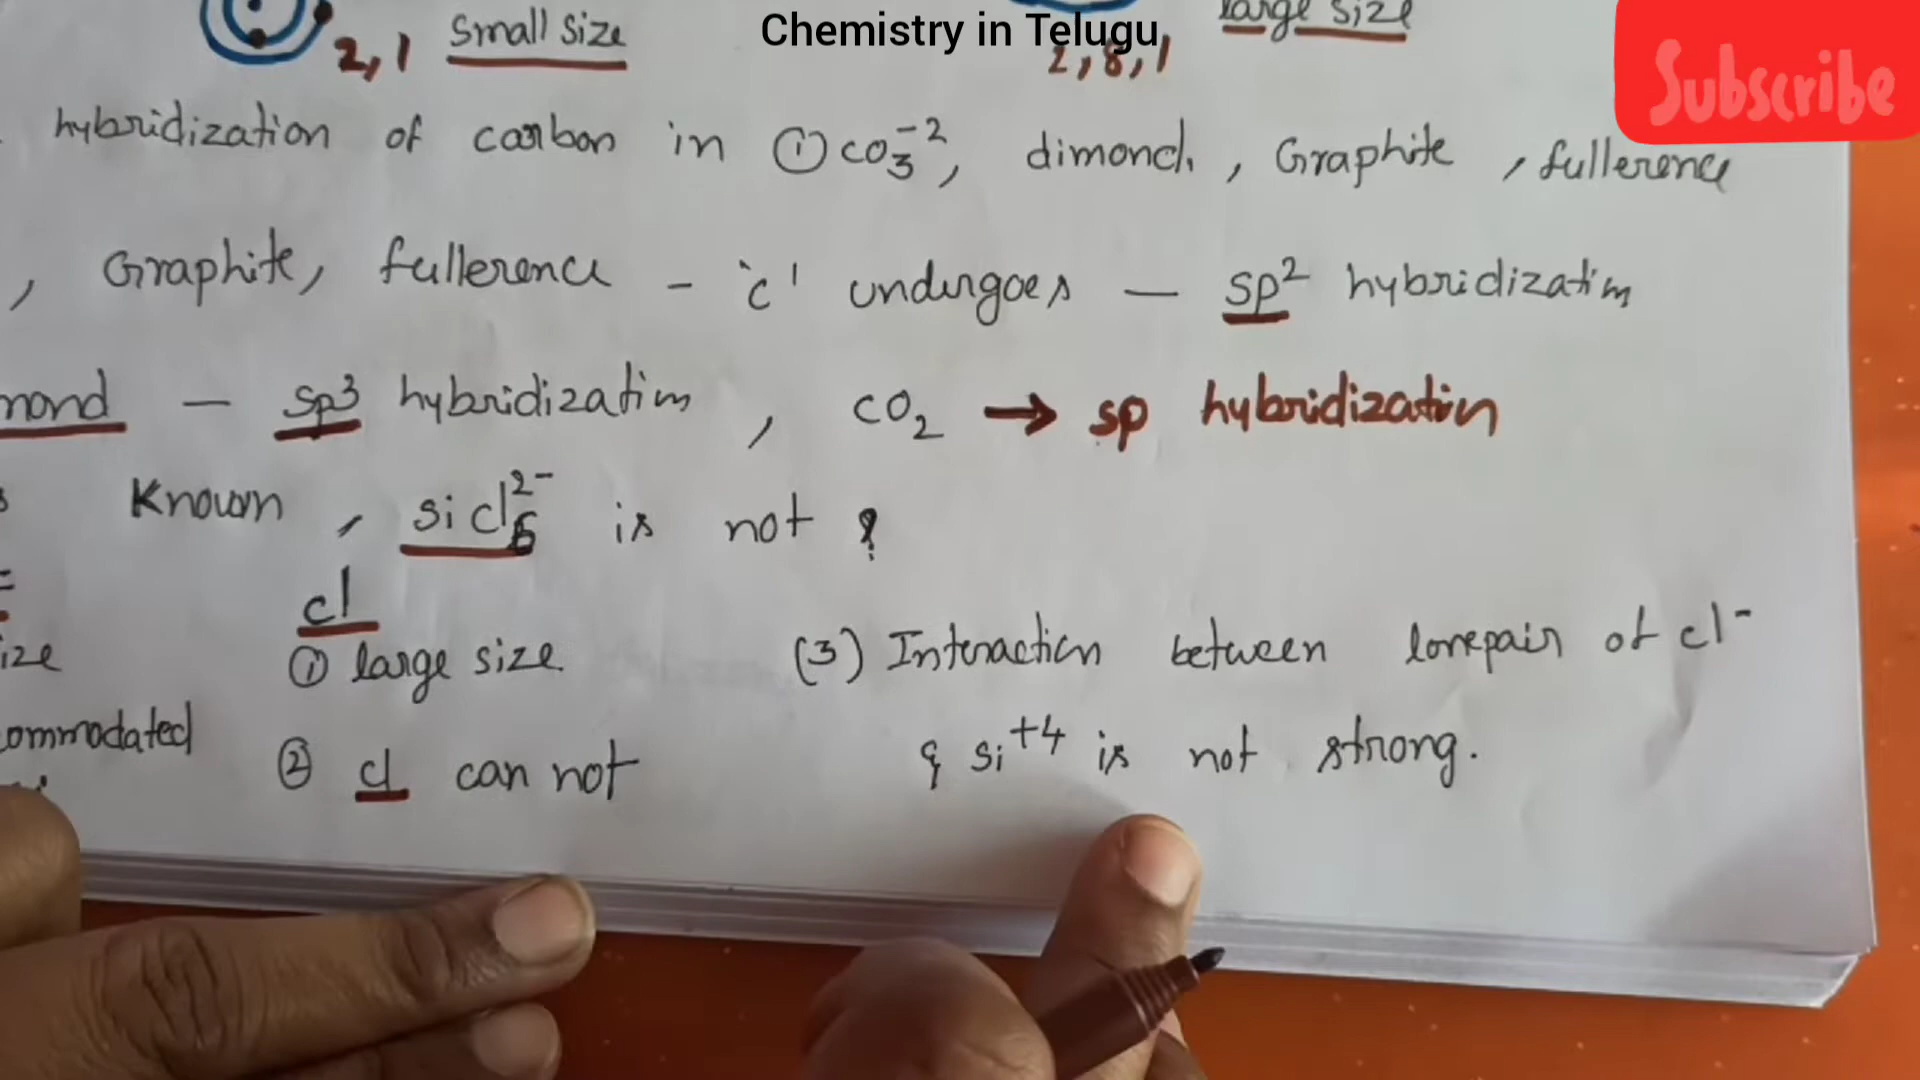 Small Size
Chemistry in Telugu
large size
2,1
2,8,1
Subscribe
hybridization of carbon in ① CO3^-2, dimond, Graphite, fullerence
, Graphite, fullerence - 'c' undergoes — sp² hybridization
mond — sp³ hybridization, CO₂ → sp hybridization
s Known, sicl6^2- is not ?
cl
ize ① large size (3) Interaction between lonepair of cl⁻
ommodated ② cl can not & si^+4 is not strong.